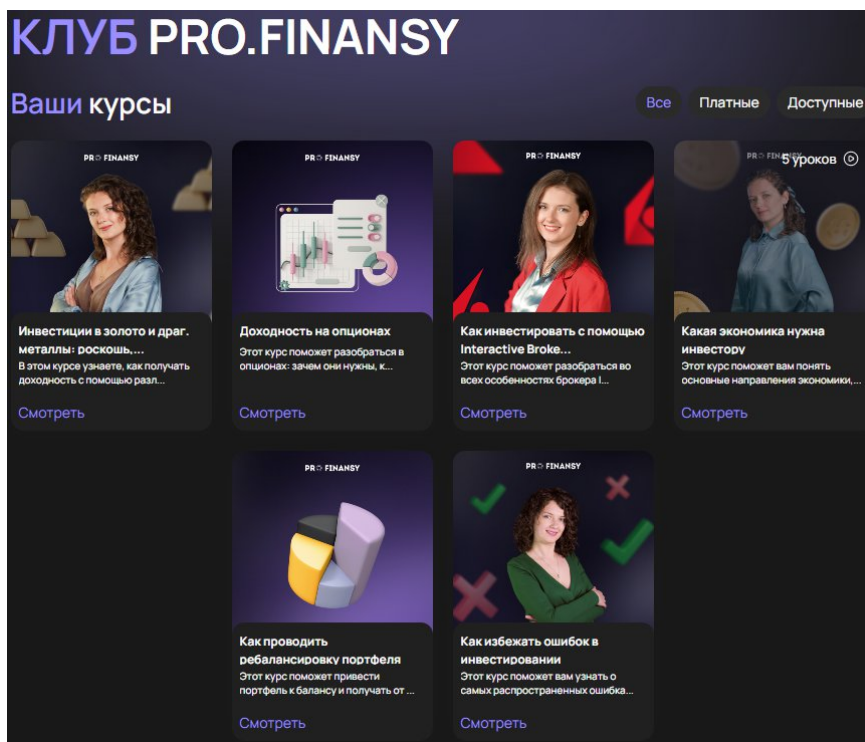 КЛУБ PRO.FINANSY
Ваши курсы
Все
Платные
Доступные
PRO FINANSY
Инвестиции в золото и драг.
металлы: роскошь,...
В этом курсе узнаете, как получать
доходность с помощью разл...
Смотреть
PRO FINANSY
Доходность на опционах
Этот курс поможет разобраться в
опционах: зачем они нужны, к...
Смотреть
PRO FINANSY
Как инвестировать с помощью
Interactive Broke...
Этот курс поможет разобраться во
всех особенностях брокера I...
Смотреть
5 уроков
Какая экономика нужна
инвестору
Этот курс поможет вам понять
основные направления экономики,...
Смотреть
PRO FINANSY
Как проводить
ребалансировку портфеля
Этот курс поможет привести
портфель к балансу и получать от ...
Смотреть
PRO FINANSY
Как избежать ошибок в
инвестировании
Этот курс поможет вам узнать о
самых распространенных ошибка...
Смотреть